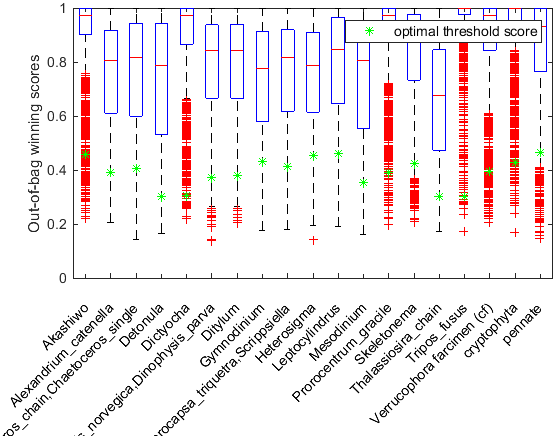 optimal threshold score
Out-of-bag winning scores
1
0.8
0.6
0.4
0.2
0
Akashiwo
Alexandrium_catenella
ros_chain,Chaetoceros_single
Detonula
Dictyocha
s_norvegica,Dinophysis_parva
Ditylum
Gymnodinium
ocapsa_triquetra,Scrippsiella
Heterosigma
Leptocylindrus
Mesodinium
Prorocentrum_gracile
Skeletonema
Thalassiosira_chain
Tripos_fusus
Verrucophora farcimen (cf)
cryptophyta
pennate